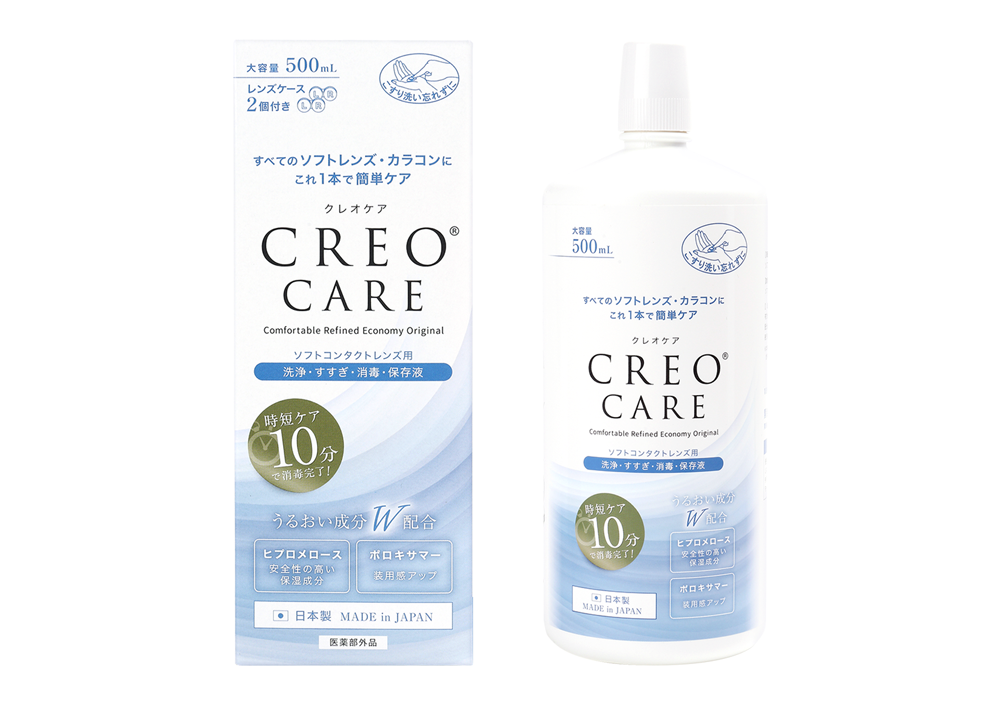 大容量 500mL
レンズケース L R
2個付き L R
こすり洗い忘れずに
すべてのソフトレンズ・カラコンに
これ1本で簡単ケア
クレオケア
CREO®
CARE
Comfortable Refined Economy Original
ソフトコンタクトレンズ用
洗浄・すすぎ・消毒・保存液
時短ケア
10分
で消毒完了!
うるおい成分W配合
ヒプロメロース
安全性の高い
保湿成分
ポロキサマー
装用感アップ
日本製 MADE in JAPAN
医薬部外品
大容量
500mL
こすり洗い忘れずに
すべてのソフトレンズ・カラコンに
これ1本で簡単ケア
クレオケア
CREO®
CARE
Comfortable Refined Economy Original
ソフトコンタクトレンズ用
洗浄・すすぎ・消毒・保存液
時短ケア
10分
で消毒完了!
うるおい成分
W配合
ヒプロメロース
安全性の高い
保湿成分
ポロキサマー
装用感アップ
日本製
MADE in JAPAN